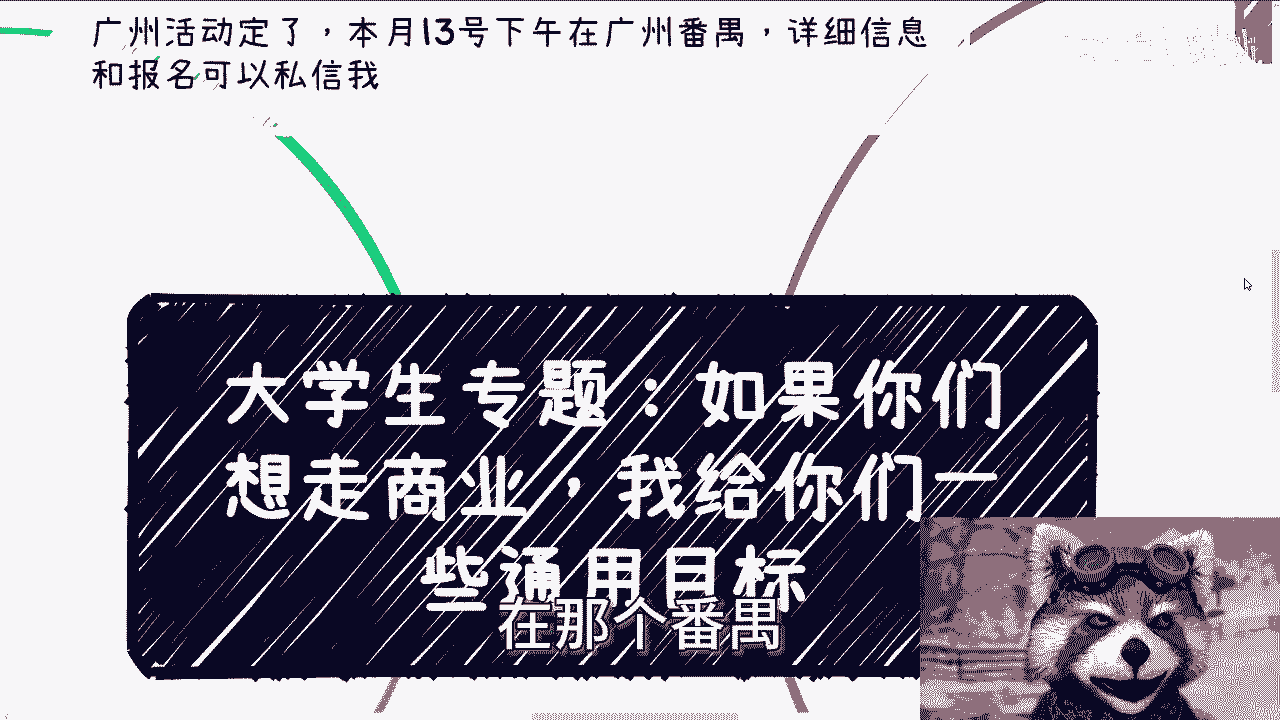 广州活动定了，本月13号下午在广州番禺，详细信息
和报名可以私信我
大学生专题：如果你们
想走商业，我给你们一
些通用目标
在那个番禺